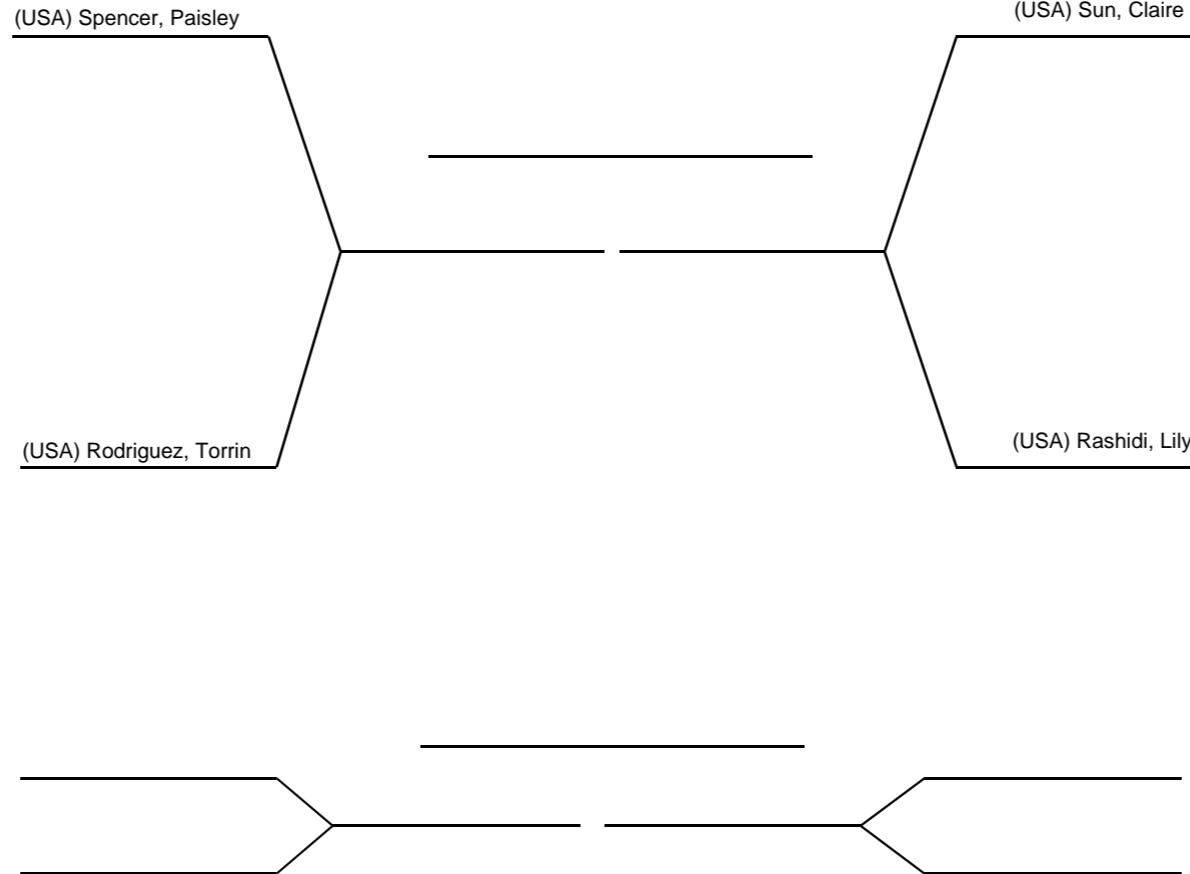 (USA) Spencer, Paisley
(USA) Sun, Claire
(USA) Rodriguez, Torrin
(USA) Rashidi, Lily